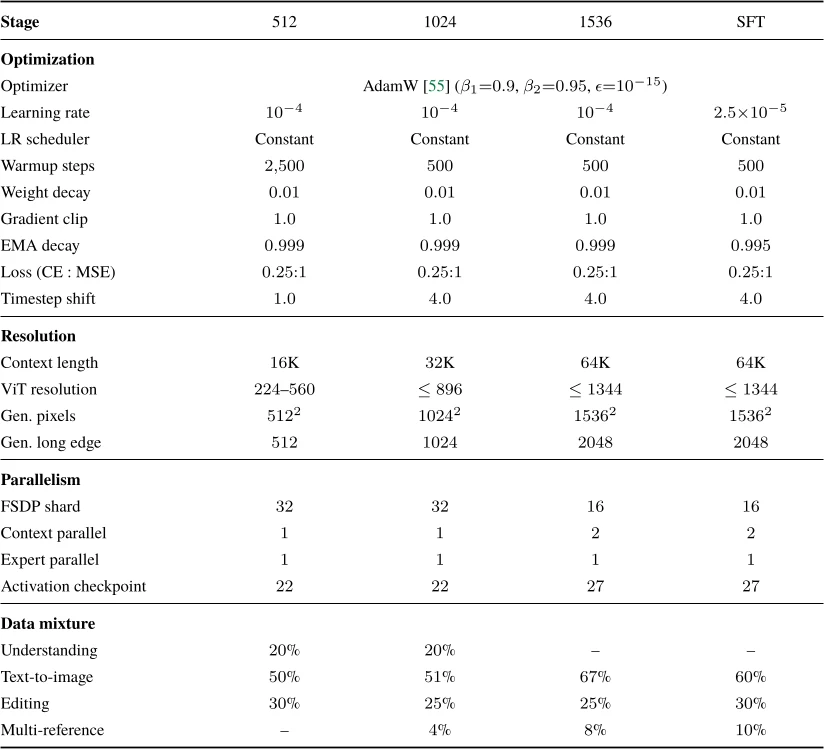 Stage 512 1024 1536 SFT
Optimization
Optimizer AdamW [55] (β₁=0.9, β₂=0.95, ϵ=10⁻¹⁵)
Learning rate 10⁻⁴ 10⁻⁴ 10⁻⁴ 2.5×10⁻⁵
LR scheduler Constant Constant Constant Constant
Warmup steps 2,500 500 500 500
Weight decay 0.01 0.01 0.01 0.01
Gradient clip 1.0 1.0 1.0 1.0
EMA decay 0.999 0.999 0.999 0.995
Loss (CE : MSE) 0.25:1 0.25:1 0.25:1 0.25:1
Timestep shift 1.0 4.0 4.0 4.0
Resolution
Context length 16K 32K 64K 64K
ViT resolution 224–560 ≤ 896 ≤ 1344 ≤ 1344
Gen. pixels 512² 1024² 1536² 1536²
Gen. long edge 512 1024 2048 2048
Parallelism
FSDP shard 32 32 16 16
Context parallel 1 1 2 2
Expert parallel 1 1 1 1
Activation checkpoint 22 22 27 27
Data mixture
Understanding 20% 20% – –
Text-to-image 50% 51% 67% 60%
Editing 30% 25% 25% 30%
Multi-reference – 4% 8% 10%